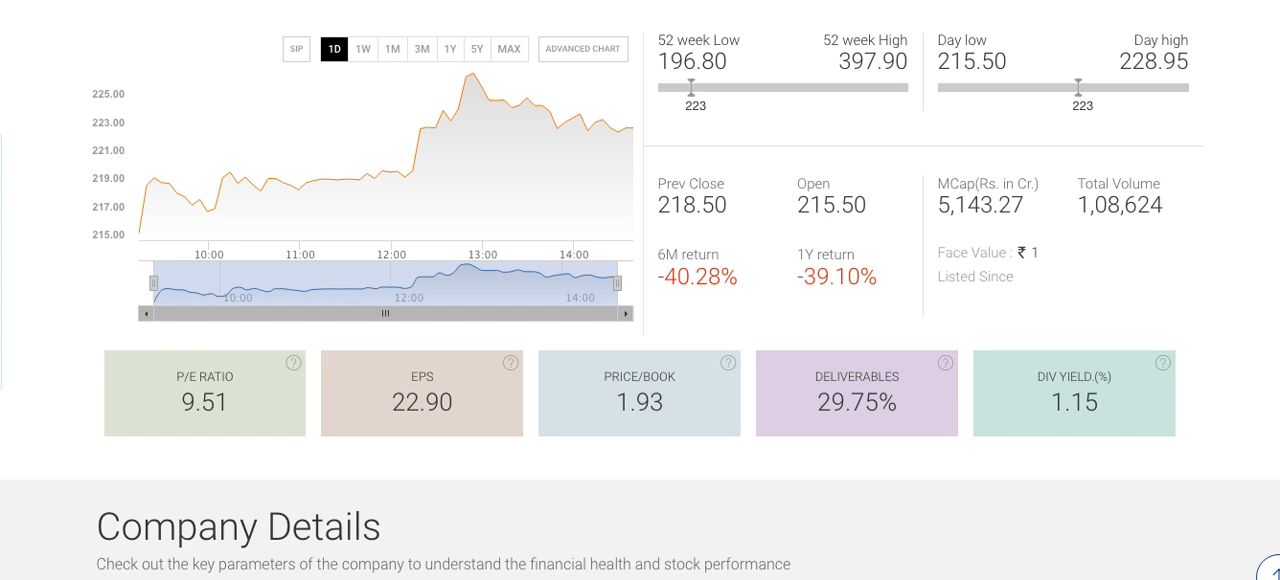 SIP 1D 1W 1M 3M 1Y 5Y MAX ADVANCED CHART
225.00
223.00
221.00
219.00
217.00
215.00
10:00 11:00 12:00 13:00 14:00
10:00 12:00 14:00
52 week Low 52 week High
196.80 397.90
223
Day low Day high
215.50 228.95
223
Prev Close Open
218.50 215.50
6M return 1Y return
-40.28% -39.10%
MCap(Rs. in Cr.) Total Volume
5,143.27 1,08,624
Face Value : ₹ 1
Listed Since
P/E RATIO ?
9.51
EPS ?
22.90
PRICE/BOOK ?
1.93
DELIVERABLES ?
29.75%
DIV YIELD.(%) ?
1.15
Company Details
Check out the key parameters of the company to understand the financial health and stock performance